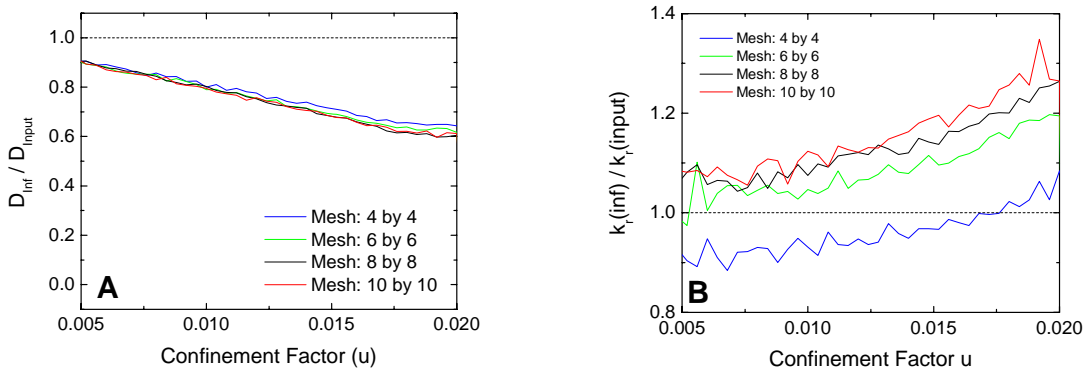 1.0
0.8
0.6
0.4
0.2
0.0
D_Inf / D_Input
Mesh: 4 by 4
Mesh: 6 by 6
Mesh: 8 by 8
Mesh: 10 by 10
A
0.005 0.010 0.015 0.020
Confinement Factor (u)
1.4
1.2
1.0
0.8
k_r(inf) / k_r(input)
Mesh: 4 by 4
Mesh: 6 by 6
Mesh: 8 by 8
Mesh: 10 by 10
B
0.005 0.010 0.015 0.020
Confinement Factor u